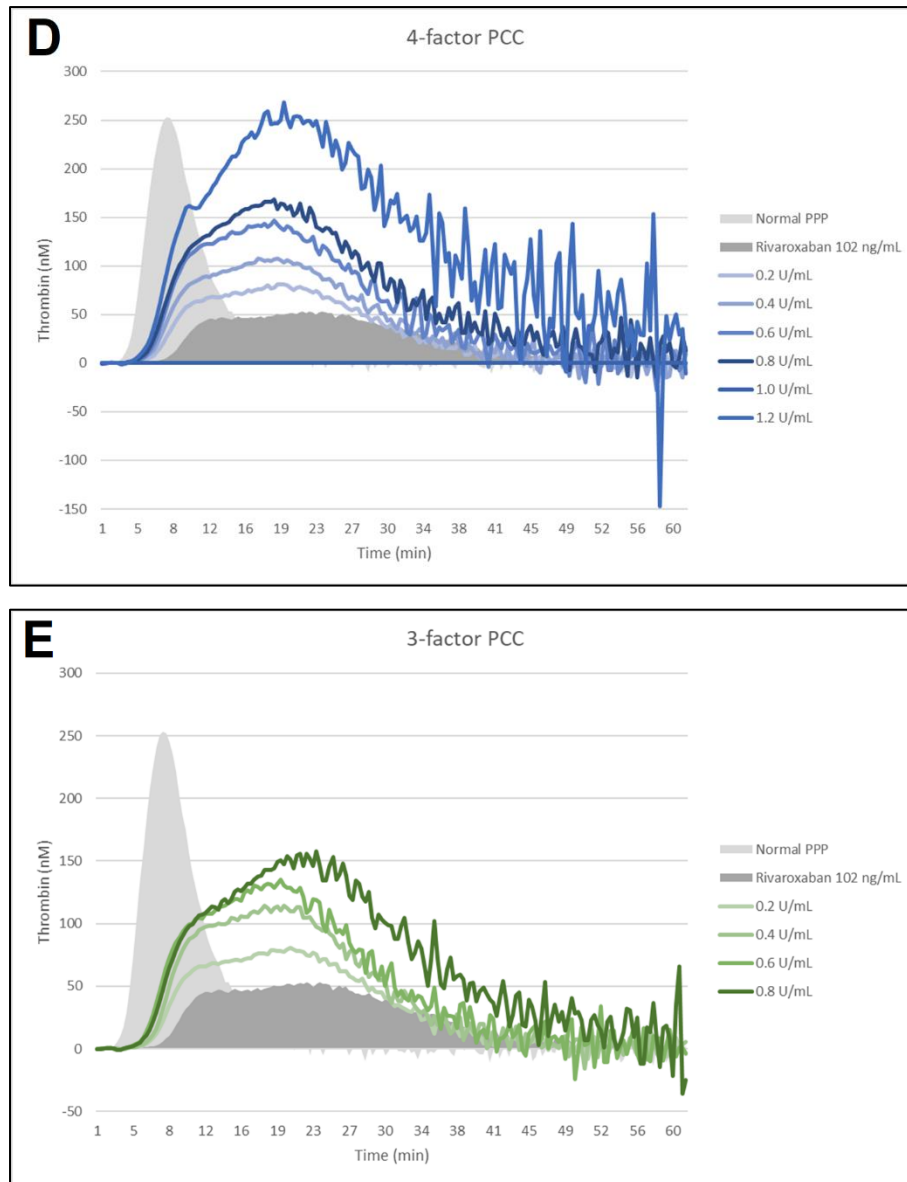 D
4-factor PCC
300
250
200
150
100
50
0
-50
-100
-150
Thrombin (nM)
1 5 8 12 16 19 23 27 30 34 38 41 45 49 52 56 60
Time (min)
Normal PPP
Rivaroxaban 102 ng/mL
0.2 U/mL
0.4 U/mL
0.6 U/mL
0.8 U/mL
1.0 U/mL
1.2 U/mL
E
3-factor PCC
300
250
200
150
100
50
0
-50
Thrombin (nM)
1 5 8 12 16 19 23 27 30 34 38 41 45 49 52 56 60
Time (min)
Normal PPP
Rivaroxaban 102 ng/mL
0.2 U/mL
0.4 U/mL
0.6 U/mL
0.8 U/mL